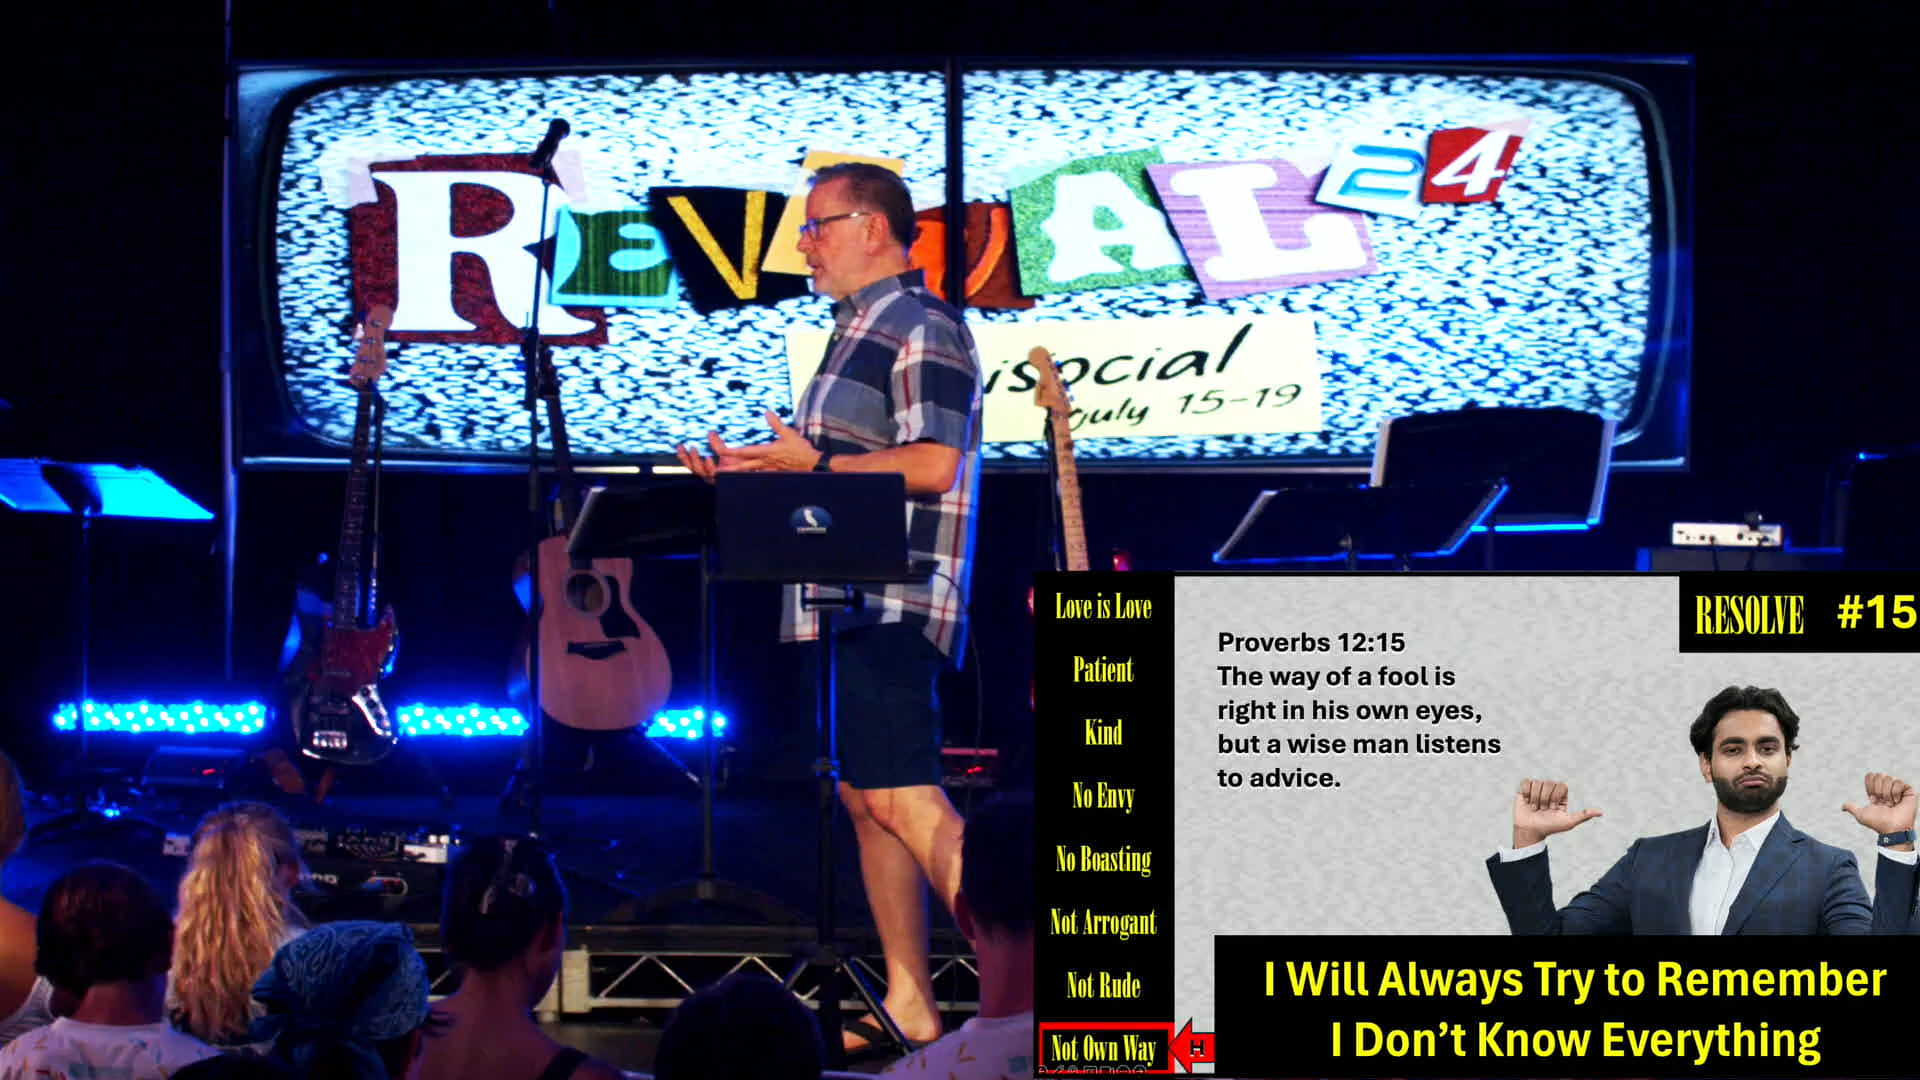 REVIVAL 24
isocial
July 15-19
Love is Love
Patient
Kind
No Envy
No Boasting
Not Arrogant
Not Rude
Not Own Way
H
RESOLVE #15
Proverbs 12:15
The way of a fool is
right in his own eyes,
but a wise man listens
to advice.
I Will Always Try to Remember
I Don’t Know Everything